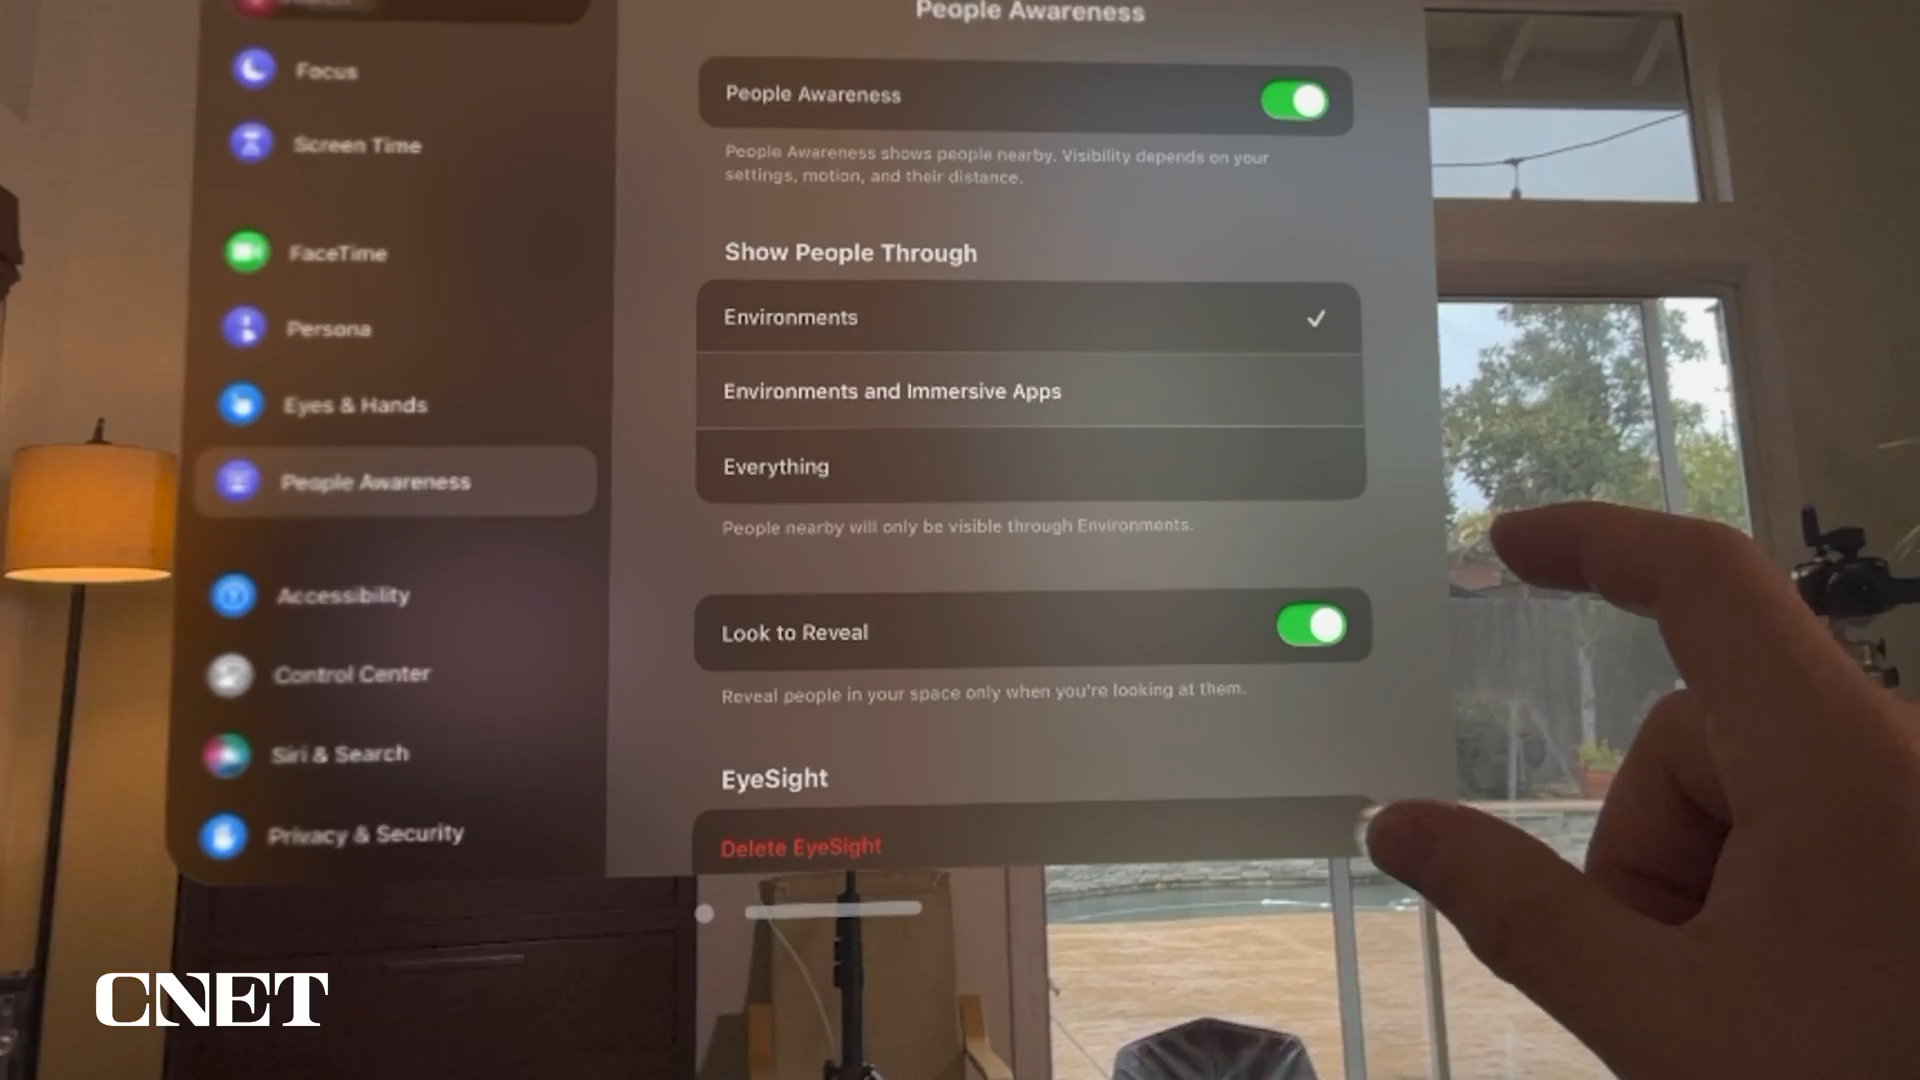 Focus
Screen Time
FaceTime
Persona
Eyes & Hands
People Awareness
Accessibility
Control Center
Siri & Search
Privacy & Security
People Awareness
People Awareness
People Awareness shows people nearby. Visibility depends on your
settings, motion, and their distance.
Show People Through
Environments
Environments and Immersive Apps
Everything
People nearby will only be visible through Environments.
Look to Reveal
Reveal people in your space only when you're looking at them.
EyeSight
Delete EyeSight
CNET